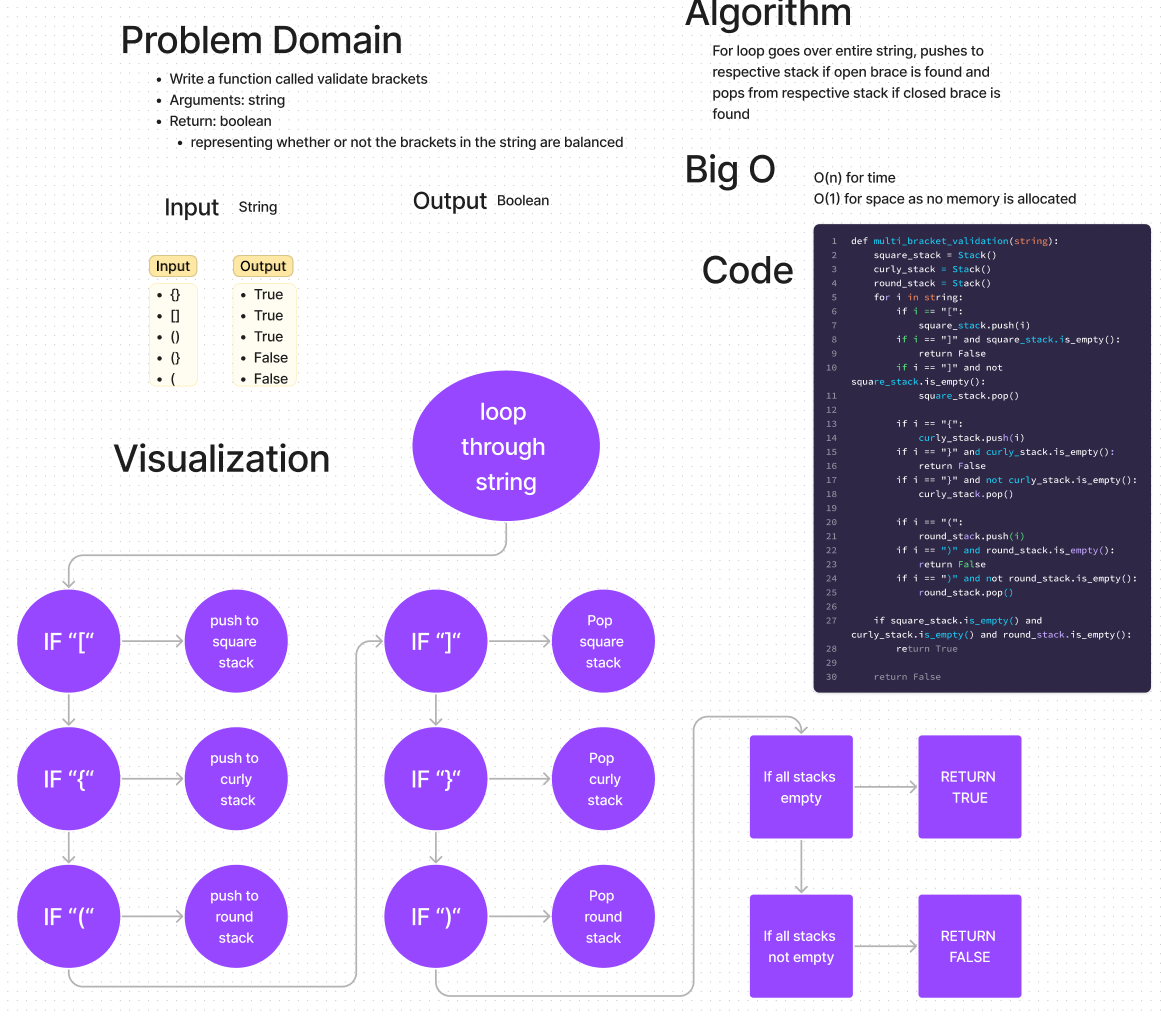 Problem Domain
• Write a function called validate brackets
• Arguments: string
• Return: boolean
• representing whether or not the brackets in the string are balanced
Input String
Output Boolean
Input
• {}
• []
• ()
• (}
• (
Output
• True
• True
• True
• False
• False
Algorithm
For loop goes over entire string, pushes to
respective stack if open brace is found and
pops from respective stack if closed brace is
found
Big O
O(n) for time
O(1) for space as no memory is allocated
Code
1 def multi_bracket_validation(string):
2 square_stack = Stack()
3 curly_stack = Stack()
4 round_stack = Stack()
5 for i in string:
6 if i == "[":
7 square_stack.push(i)
8 if i == "]" and square_stack.is_empty():
9 return False
10 if i == "]" and not
square_stack.is_empty():
11 square_stack.pop()
12
13 if i == "{":
14 curly_stack.push(i)
15 if i == "}" and curly_stack.is_empty():
16 return False
17 if i == "}" and not curly_stack.is_empty():
18 curly_stack.pop()
19
20 if i == "(":
21 round_stack.push(i)
22 if i == ")" and round_stack.is_empty():
23 return False
24 if i == ")" and not round_stack.is_empty():
25 round_stack.pop()
26
27 if square_stack.is_empty() and
curly_stack.is_empty() and round_stack.is_empty():
28 return True
29
30 return False
Visualization
loop
through
string
IF “[“
push to
square
stack
IF “{“
push to
curly
stack
IF “(“
push to
round
stack
IF “]“
Pop
square
stack
IF “}“
Pop
curly
stack
IF “)“
Pop
round
stack
If all stacks
empty
RETURN
TRUE
If all stacks
not empty
RETURN
FALSE